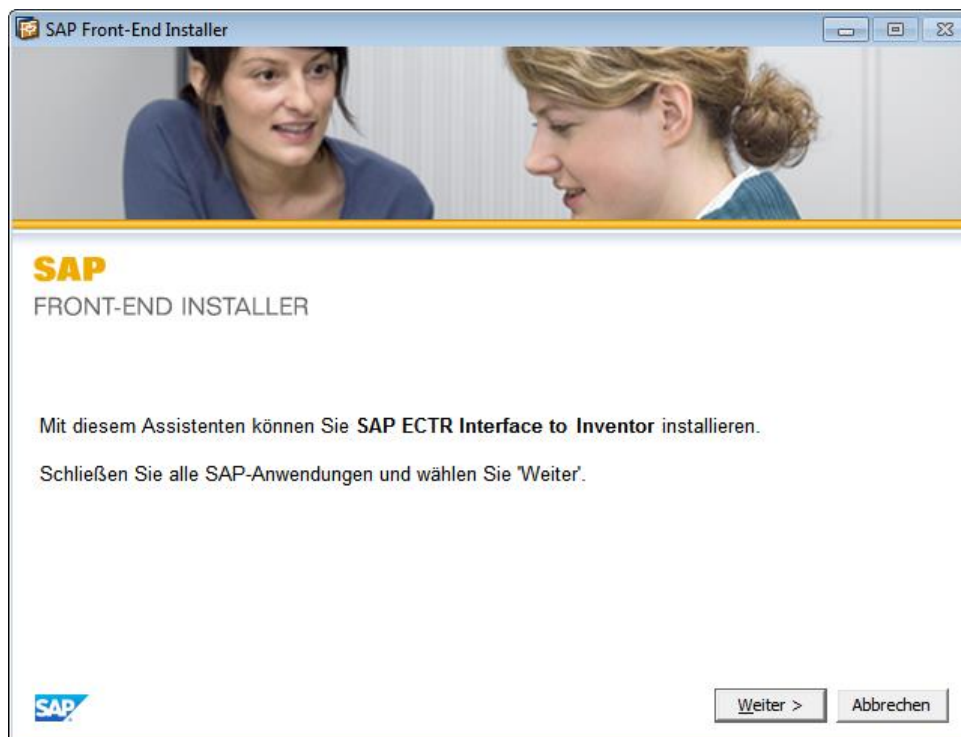 SAP Front-End Installer
SAP
FRONT-END INSTALLER
Mit diesem Assistenten können Sie SAP ECTR Interface to Inventor installieren.
Schließen Sie alle SAP-Anwendungen und wählen Sie 'Weiter'.
SAP
Weiter >
Abbrechen